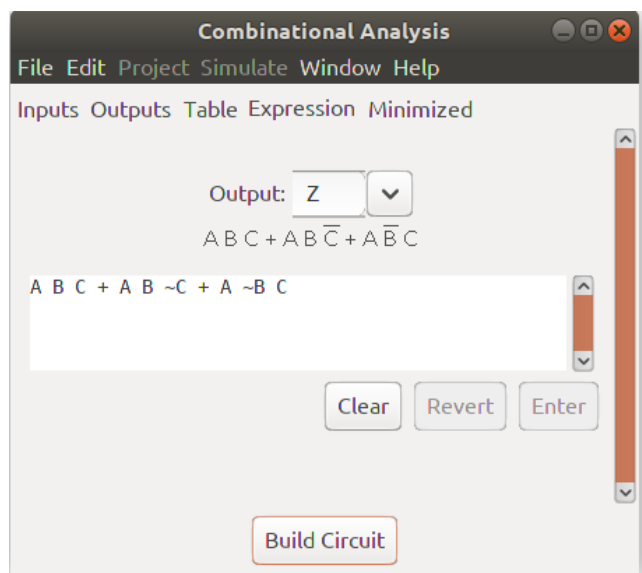 Combinational Analysis
File Edit Project Simulate Window Help
Inputs Outputs Table Expression Minimized
Output: Z
A B C + A B C̅ + A B̅ C
A B C + A B ~C + A ~B C
Clear Revert Enter
Build Circuit